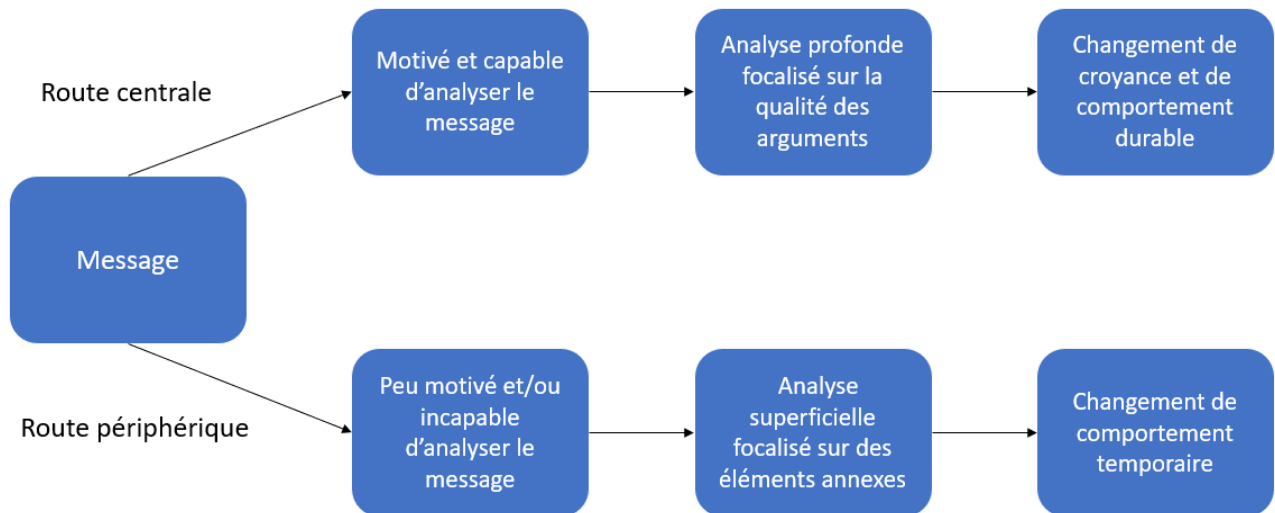 Route centrale
Motivé et capable
d'analyser le
message
Analyse profonde
focalisé sur la
qualité des
arguments
Changement de
croyance et de
comportement
durable
Message
Route périphérique
Peu motivé et/ou
incapable
d'analyser le
message
Analyse
superficielle
focalisé sur des
éléments annexes
Changement de
comportement
temporaire